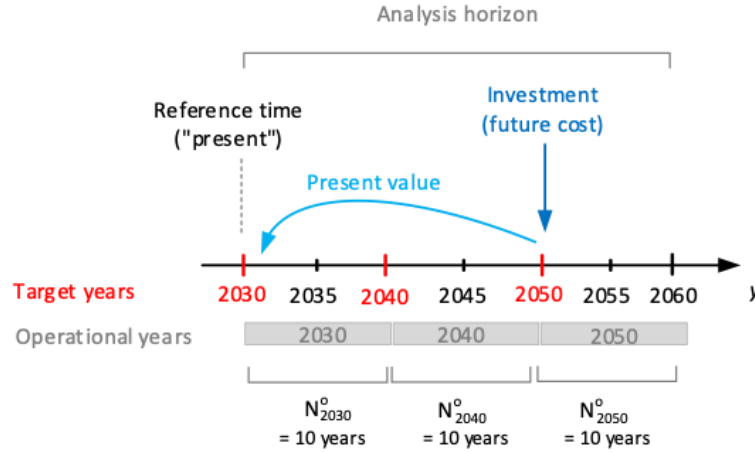 Analysis horizon
Reference time
("present")
Investment
(future cost)
Present value
Target years
2030 2035 2040 2045 2050 2055 2060 y
Operational years
2030 2040 2050
N°2030
= 10 years
N°2040
= 10 years
N°2050
= 10 years